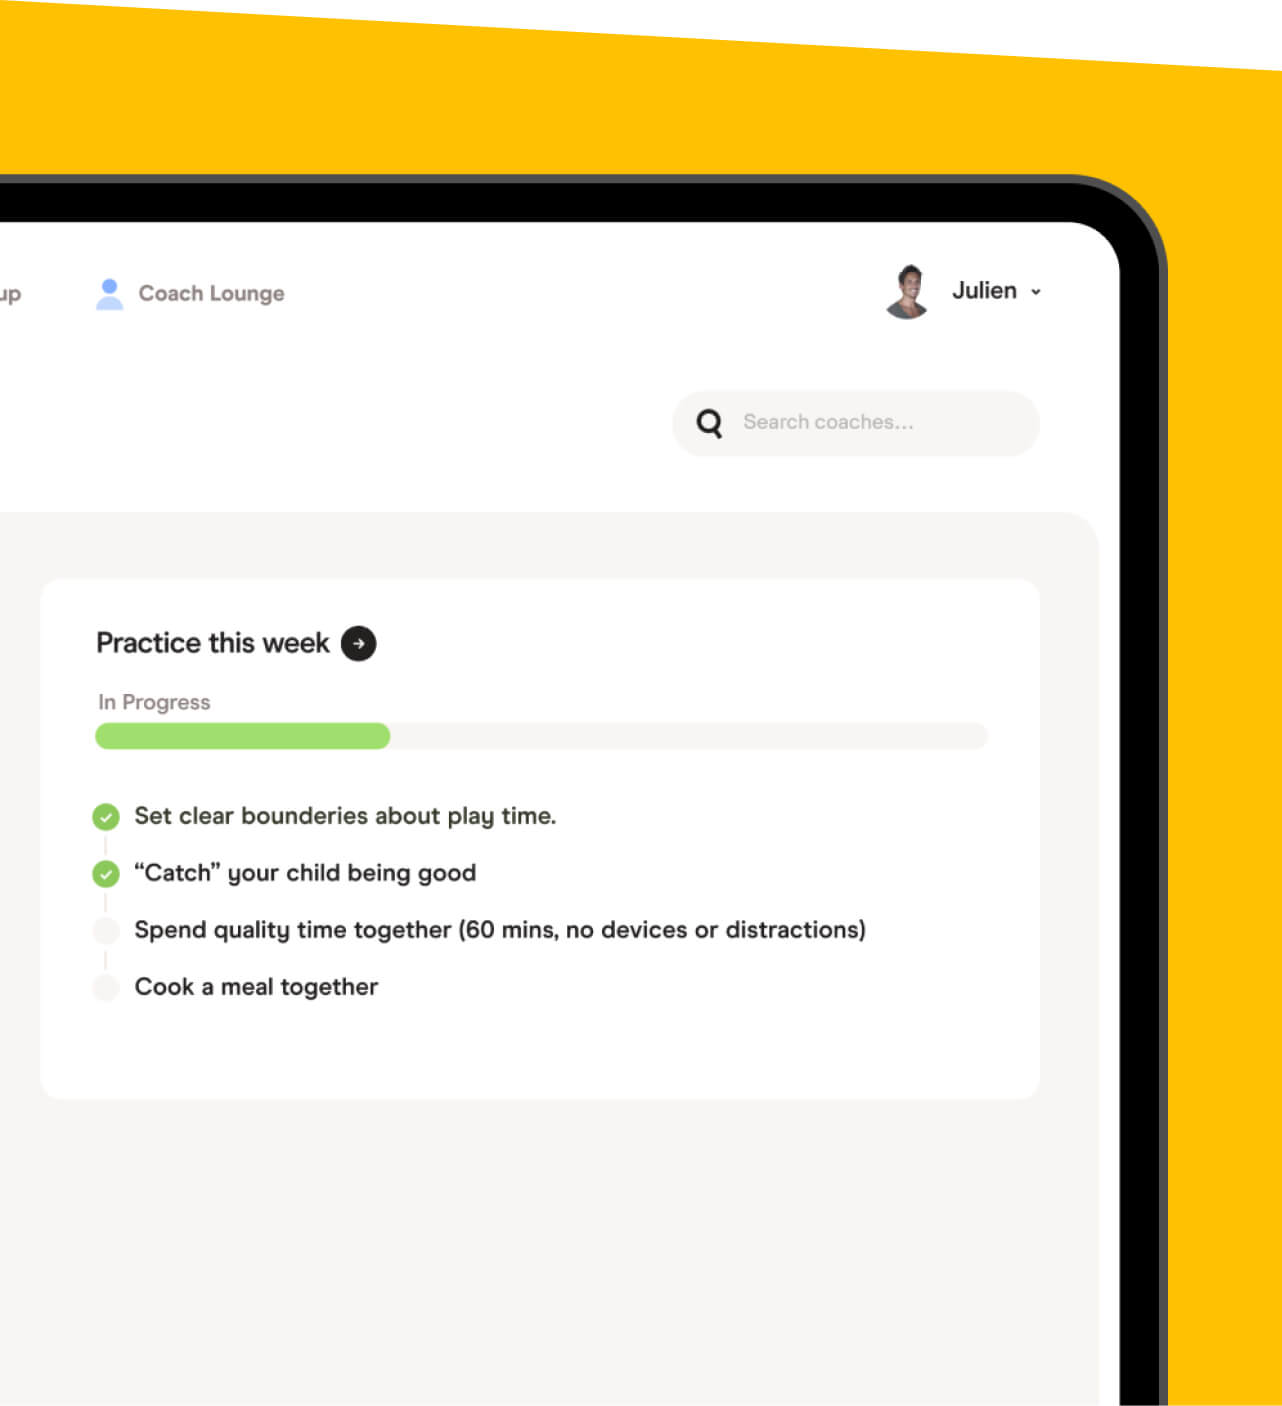 up
Coach Lounge
Julien
Search coaches...
Practice this week
In Progress
Set clear bounderies about play time.
“Catch” your child being good
Spend quality time together (60 mins, no devices or distractions)
Cook a meal together